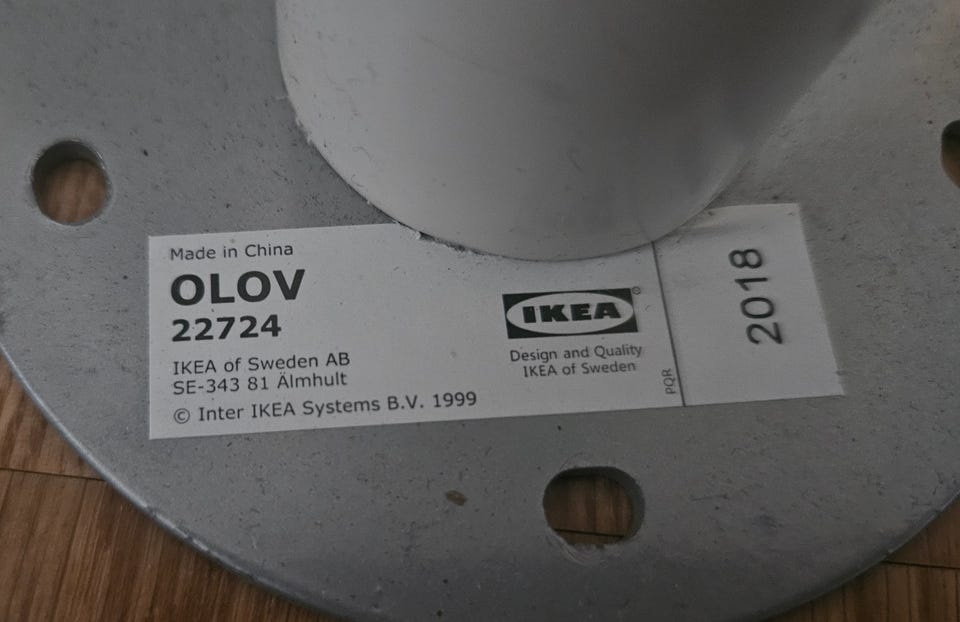 Made in China
OLOV
22724
IKEA of Sweden AB
SE-343 81 Älmhult
© Inter IKEA Systems B.V. 1999
IKEA®
Design and Quality
IKEA of Sweden
PQR
2018